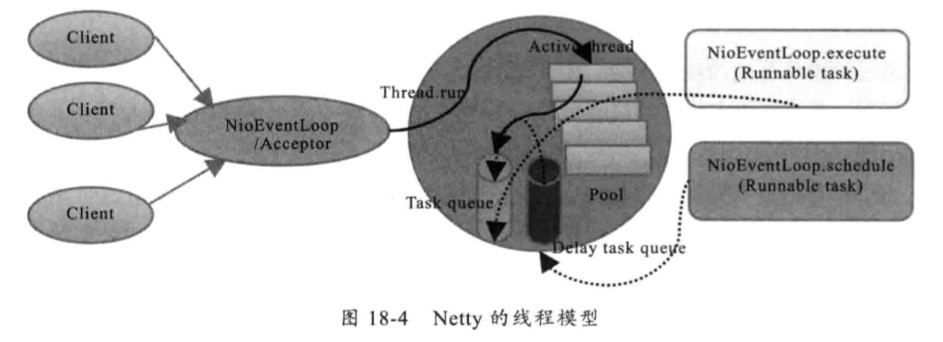 Client
Client
Client
NioEventLoop
/Acceptor
Thread.run
Active thread
Pool
Task queue
Delay task queue
NioEventLoop.execute
(Runnable task)
NioEventLoop.schedule
(Runnable task)
图 18-4 Netty 的线程模型